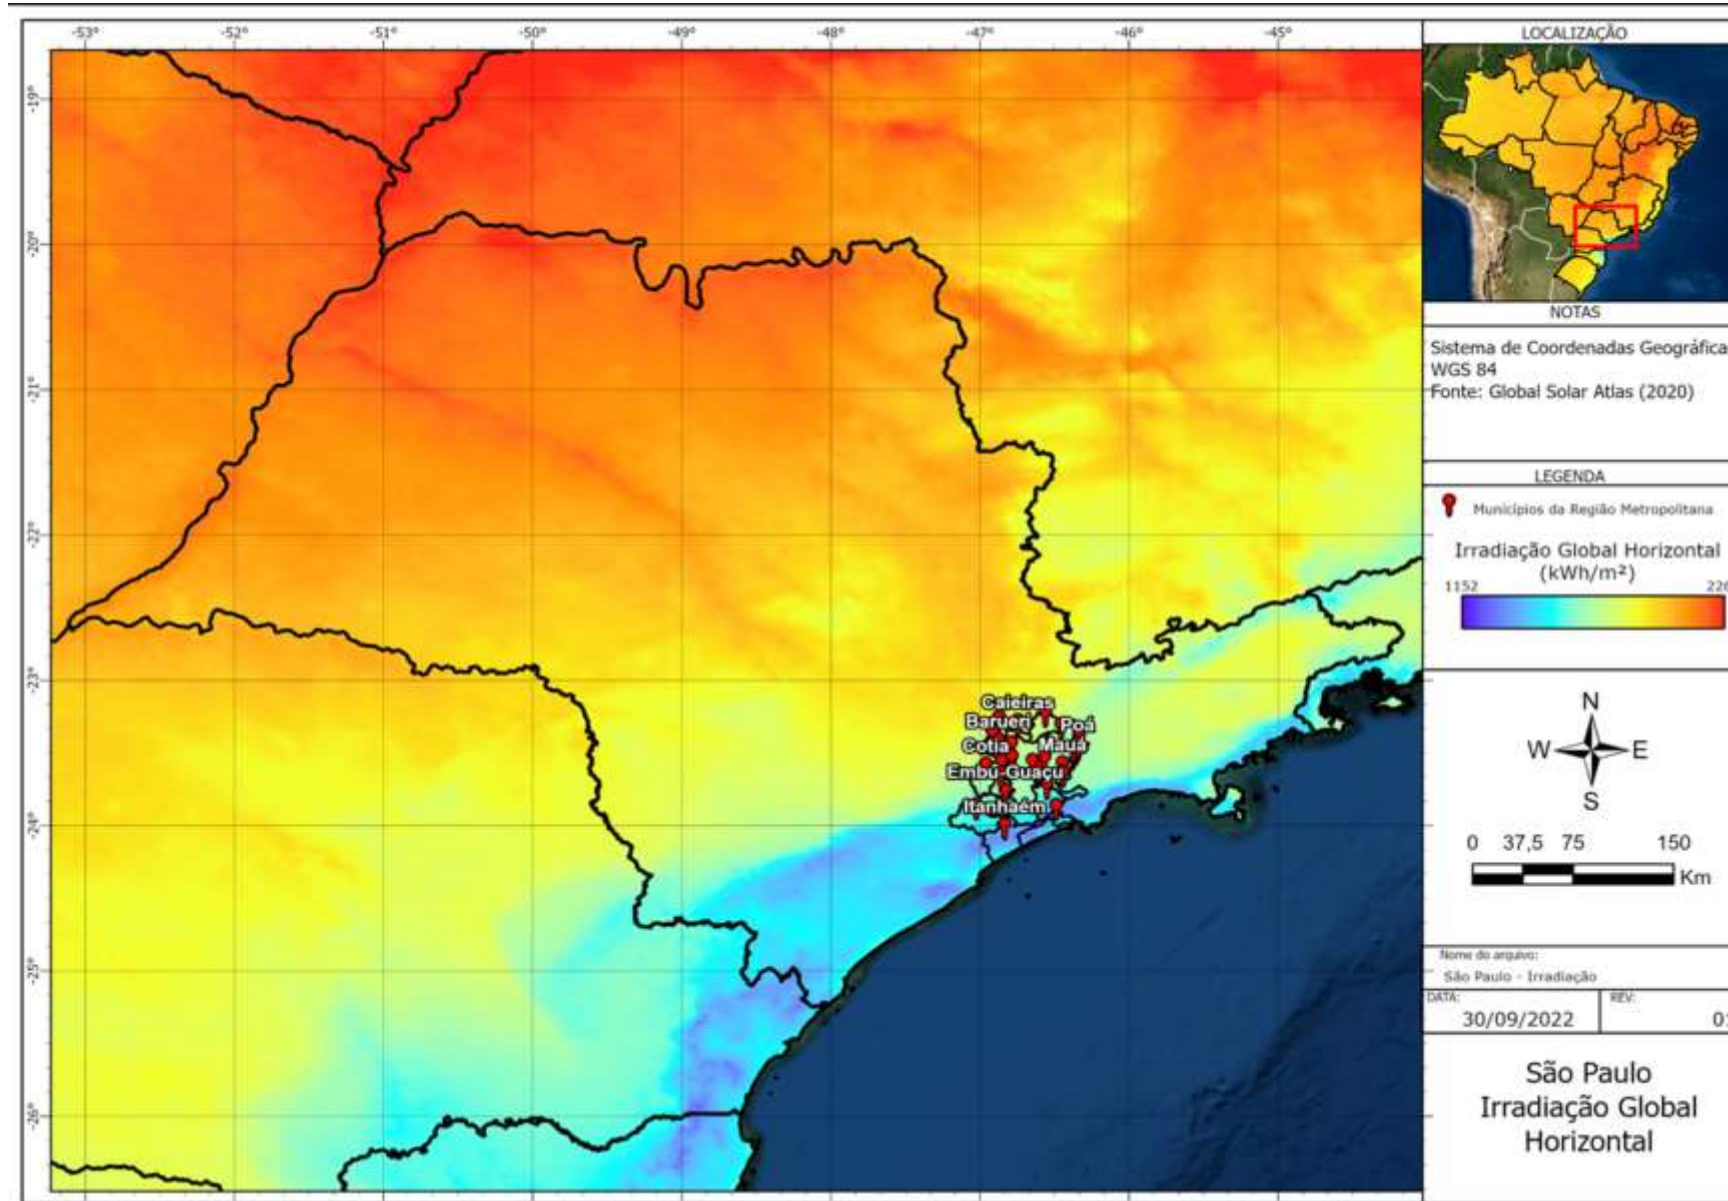 -53° -52° -51° -50° -49° -48° -47° -46° -45°
-19°
-20°
-21°
-22°
-23°
-24°
-25°
-26°
Caieiras
Barueri Poá
Cotia Mauá
Embú-Guaçu
Itanhaém
LOCALIZAÇÃO
NOTAS
Sistema de Coordenadas Geográfica
WGS 84
Fonte: Global Solar Atlas (2020)
LEGENDA
Municípios da Região Metropolitana
Irradiação Global Horizontal
(kWh/m²)
1152
N
W E
S
0 37,5 75 150
Km
Nome do arquivo:
São Paulo - Irradiação
DATA: REV:
30/09/2022
São Paulo
Irradiação Global
Horizontal